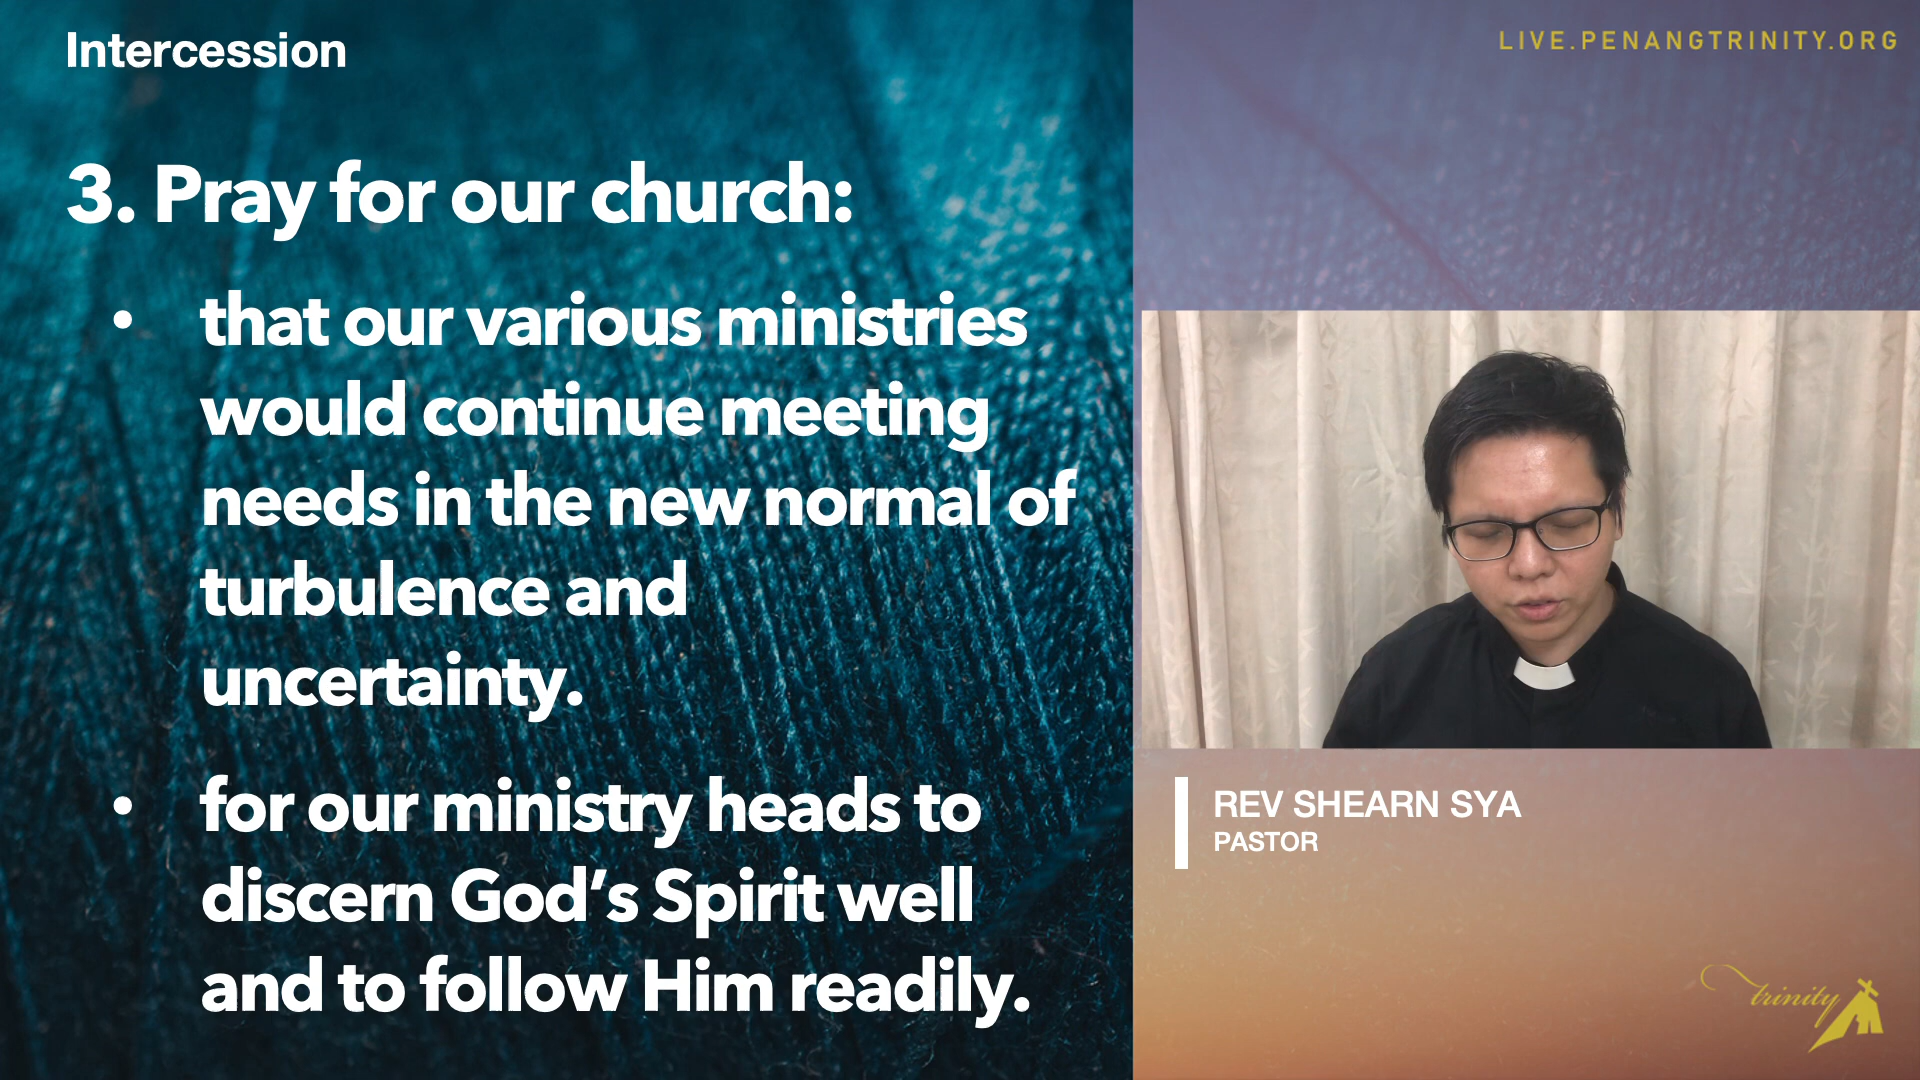 Intercession
3. Pray for our church:
• that our various ministries
would continue meeting
needs in the new normal of
turbulence and
uncertainty.
• for our ministry heads to
discern God’s Spirit well
and to follow Him readily.
LIVE.PENANGTRINITY.ORG
REV SHEARN SYA
PASTOR
trinity